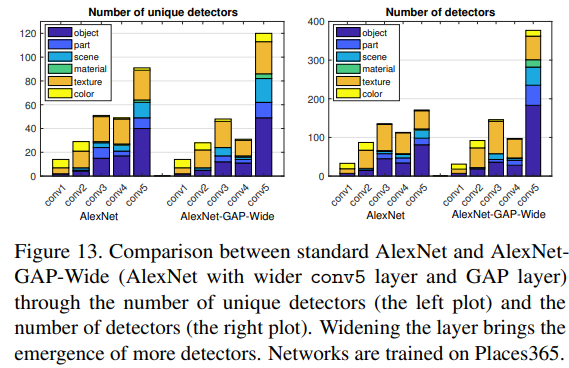 Number of unique detectors
120
100
80
60
40
20
0
object
part
scene
material
texture
color
conv1
conv2
conv3
conv4
conv5
conv1
conv2
conv3
conv4
conv5
AlexNet
AlexNet-GAP-Wide
Number of detectors
400
300
200
100
0
object
part
scene
material
texture
color
conv1
conv2
conv3
conv4
conv5
conv1
conv2
conv3
conv4
conv5
AlexNet
AlexNet-GAP-Wide
Figure 13. Comparison between standard AlexNet and AlexNet-
GAP-Wide (AlexNet with wider conv5 layer and GAP layer)
through the number of unique detectors (the left plot) and the
number of detectors (the right plot). Widening the layer brings the
emergence of more detectors. Networks are trained on Places365.